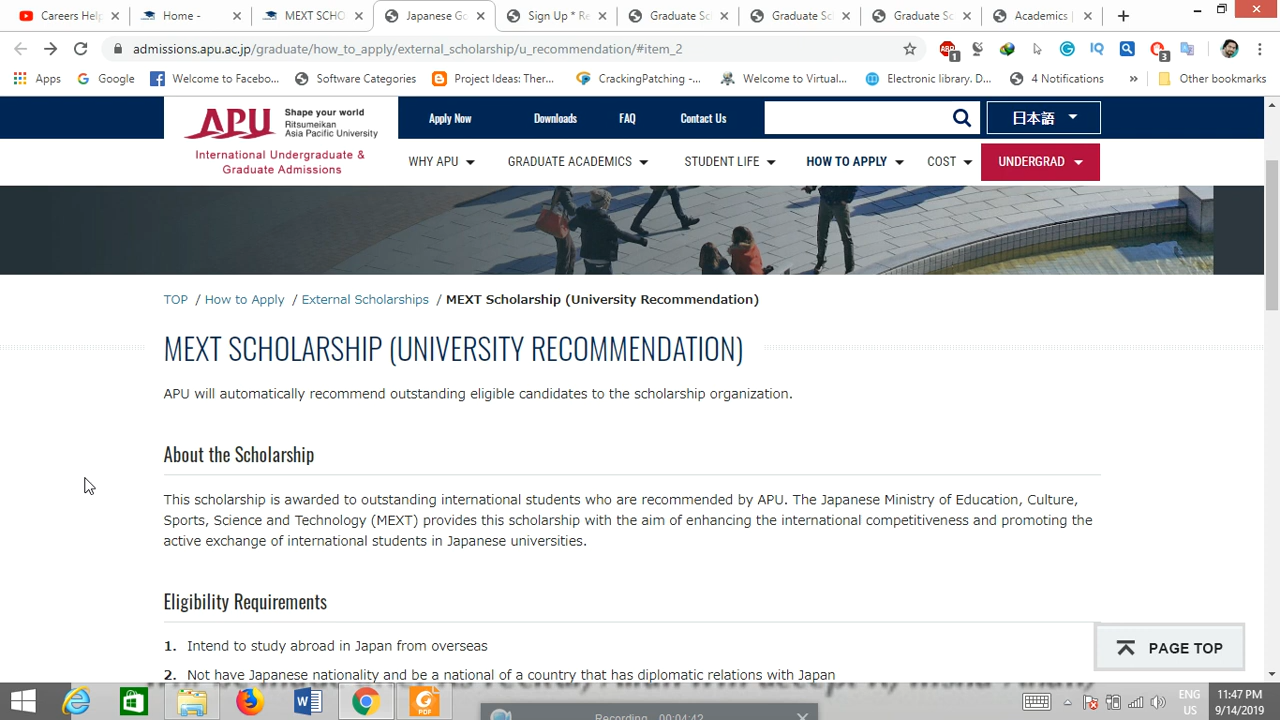 Careers Help
Home -
MEXT SCHO
Japanese Go
Sign Up * Re
Graduate Sc
Graduate Sc
Graduate Sc
Academics |
admissions.apu.ac.jp/graduate/how_to_apply/external_scholarship/u_recommendation/#item_2
ABP
1
IQ
3
Apps
Google
Welcome to Facebo...
Software Categories
Project Ideas: Ther...
CrackingPatching -...
Welcome to Virtual...
Electronic library. D...
4 Notifications
»
Other bookmarks
APU
Shape your world
Ritsumeikan
Asia Pacific University
International Undergraduate &
Graduate Admissions
Apply Now
Downloads
FAQ
Contact Us
日本語
WHY APU
GRADUATE ACADEMICS
STUDENT LIFE
HOW TO APPLY
COST
UNDERGRAD
TOP / How to Apply / External Scholarships / MEXT Scholarship (University Recommendation)
MEXT SCHOLARSHIP (UNIVERSITY RECOMMENDATION)
APU will automatically recommend outstanding eligible candidates to the scholarship organization.
About the Scholarship
This scholarship is awarded to outstanding international students who are recommended by APU. The Japanese Ministry of Education, Culture,
Sports, Science and Technology (MEXT) provides this scholarship with the aim of enhancing the international competitiveness and promoting the
active exchange of international students in Japanese universities.
Eligibility Requirements
1. Intend to study abroad in Japan from overseas
2. Not have Japanese nationality and be a national of a country that has diplomatic relations with Japan
PAGE TOP
PDF
Recording 00:04:42
ENG
US
11:47 PM
9/14/2019